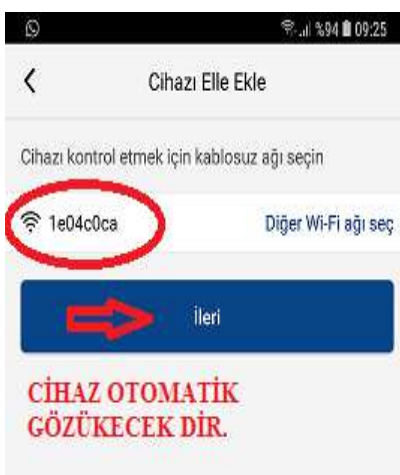 %94 09:25
Cihazı Elle Ekle
Cihazı kontrol etmek için kablosuz ağı seçin
1e04c0ca Diğer Wi-Fi ağı seç
İleri
CİHAZ OTOMATİK
GÖZÜKECEK DİR.